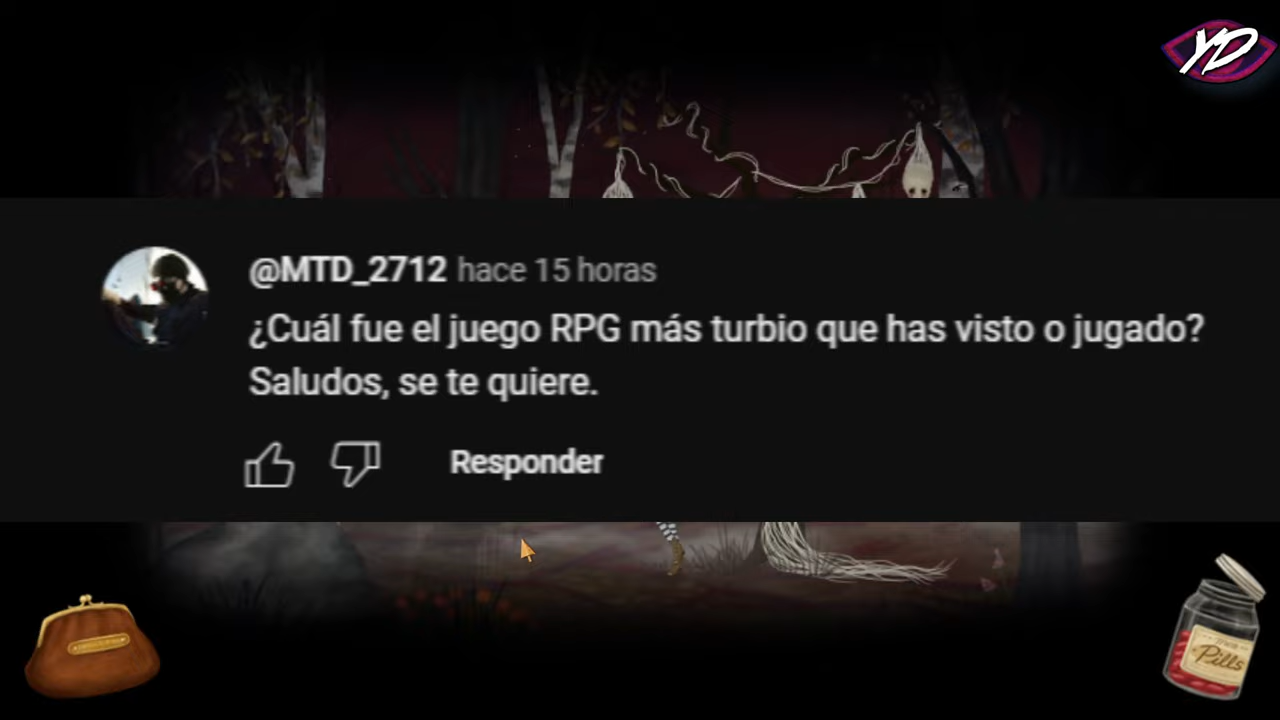 YD
@MTD_2712 hace 15 horas
¿Cuál fue el juego RPG más turbio que has visto o jugado?
Saludos, se te quiere.
Responder
Pills